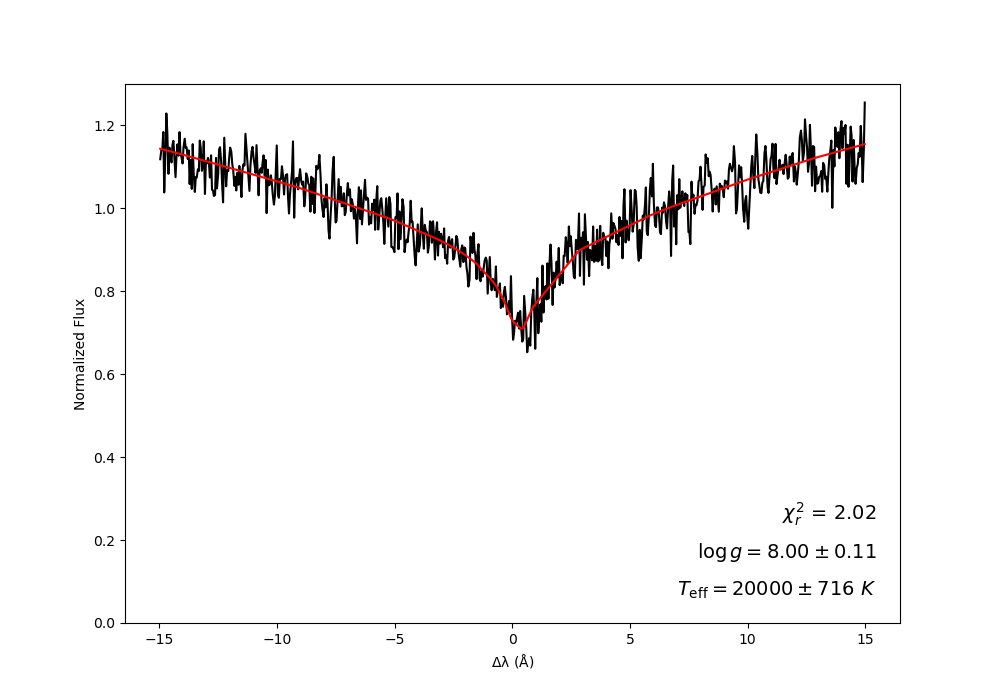 1.2
1.0
0.8
0.6
0.4
0.2
0.0
Normalized Flux
χ²ᵣ = 2.02
log g = 8.00 ± 0.11
T_eff = 20000 ± 716 K
−15 −10 −5 0 5 10 15
Δλ (Å)